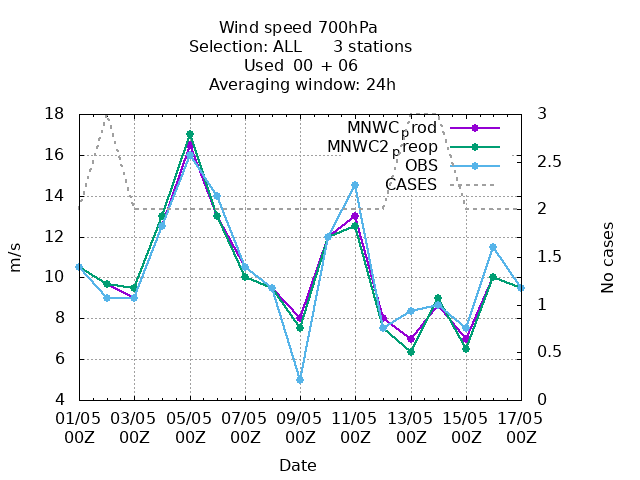 Wind speed 700hPa
Selection: ALL      3 stations
Used  00 + 06
Averaging window: 24h
18 3
MNWC_prod
MNWC2_preop
OBS
CASES
16 2.5
14 2
12 1.5
10 1
8
6 0.5
4 0
m/s
No cases
01/05 03/05 05/05 07/05 09/05 11/05 13/05 15/05 17/05
00Z 00Z 00Z 00Z 00Z 00Z 00Z 00Z 00Z
Date